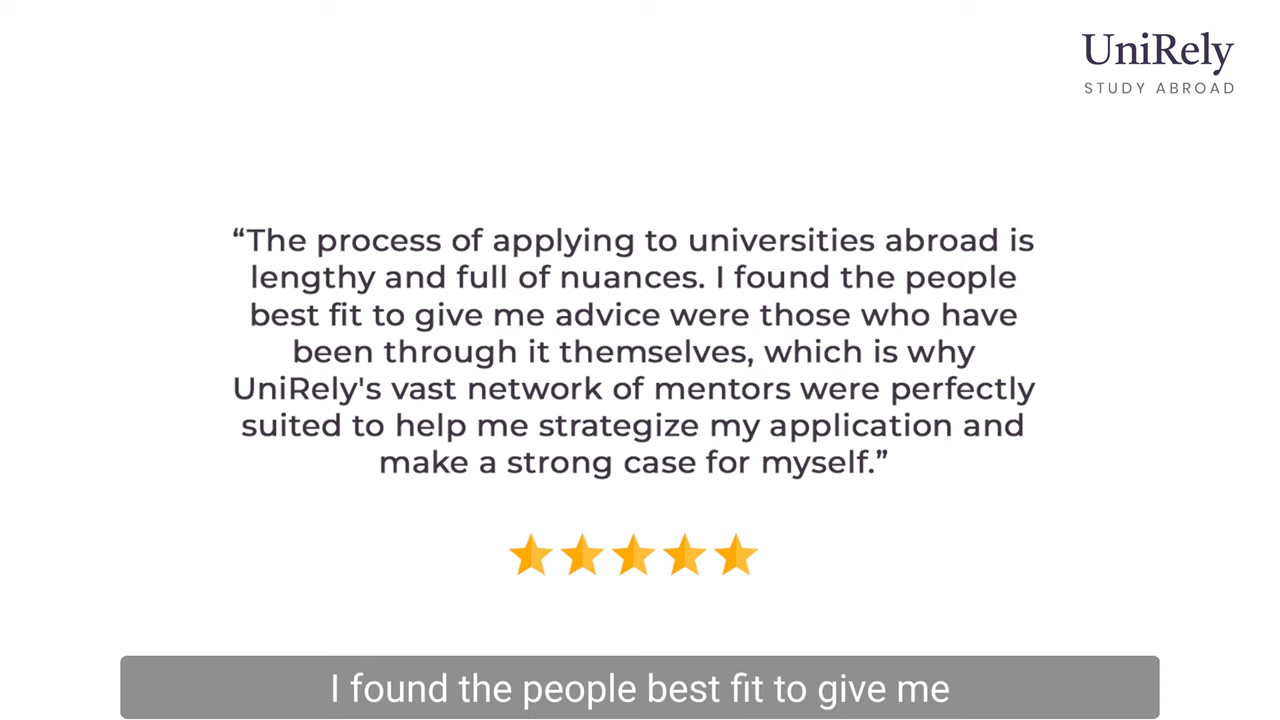 UniRely
STUDY ABROAD
“The process of applying to universities abroad is
lengthy and full of nuances. I found the people
best fit to give me advice were those who have
been through it themselves, which is why
UniRely's vast network of mentors were perfectly
suited to help me strategize my application and
make a strong case for myself.”
I found the people best fit to give me